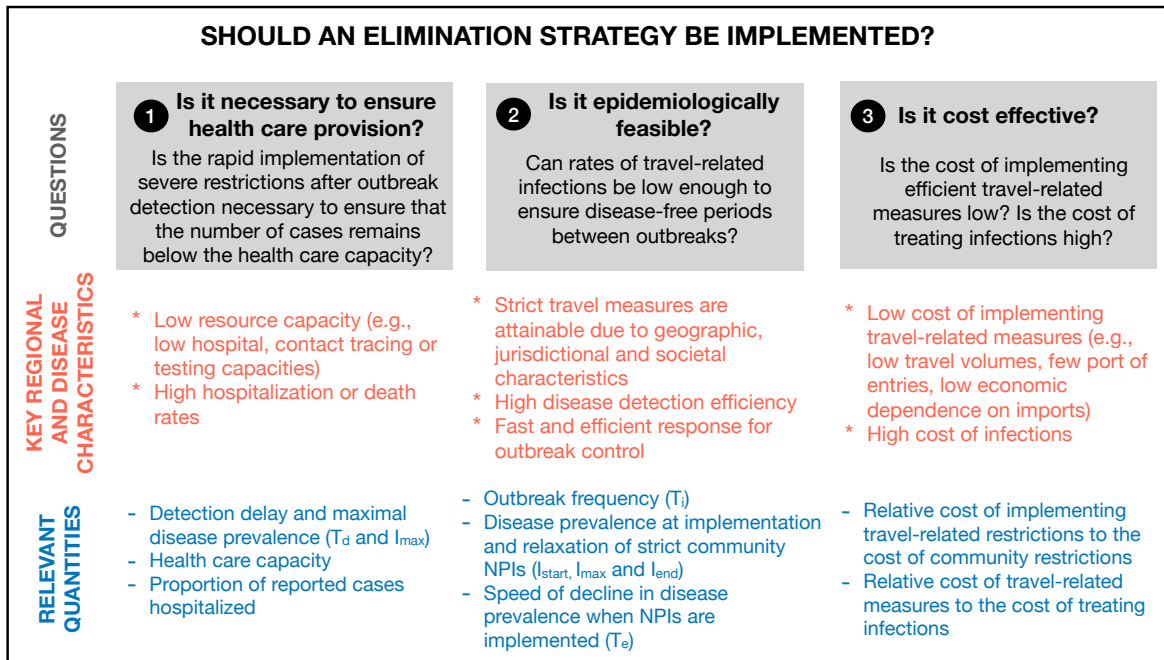 SHOULD AN ELIMINATION STRATEGY BE IMPLEMENTED?
QUESTIONS
1 Is it necessary to ensure
health care provision?
Is the rapid implementation of
severe restrictions after outbreak
detection necessary to ensure that
the number of cases remains
below the health care capacity?
2 Is it epidemiologically
feasible?
Can rates of travel-related
infections be low enough to
ensure disease-free periods
between outbreaks?
3 Is it cost effective?
Is the cost of implementing
efficient travel-related
measures low? Is the cost of
treating infections high?
KEY REGIONAL
AND DISEASE
CHARACTERISTICS
* Low resource capacity (e.g.,
low hospital, contact tracing or
testing capacities)
* High hospitalization or death
rates
* Strict travel measures are
attainable due to geographic,
jurisdictional and societal
characteristics
* High disease detection efficiency
* Fast and efficient response for
outbreak control
* Low cost of implementing
travel-related measures (e.g.,
low travel volumes, few port of
entries, low economic
dependence on imports)
* High cost of infections
RELEVANT
QUANTITIES
- Detection delay and maximal
disease prevalence (Td and Imax)
- Health care capacity
- Proportion of reported cases
hospitalized
- Outbreak frequency (Ti)
- Disease prevalence at implementation
and relaxation of strict community
NPIs (Istart, Imax and Iend)
- Speed of decline in disease
prevalence when NPIs are
implemented (Te)
- Relative cost of implementing
travel-related restrictions to the
cost of community restrictions
- Relative cost of travel-related
measures to the cost of treating
infections